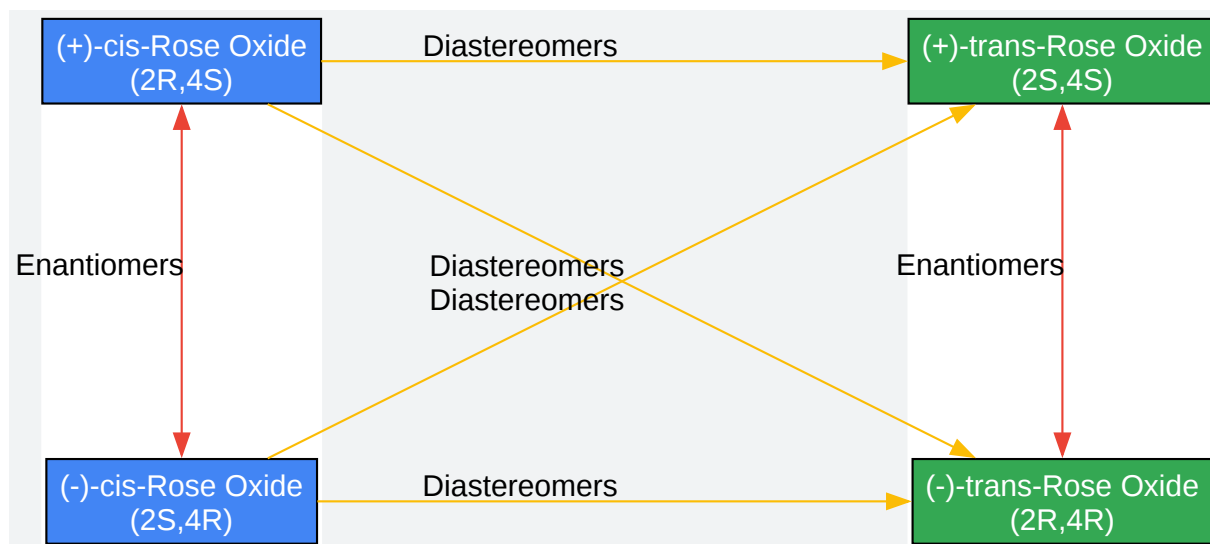 (+)-cis-Rose Oxide
(2R,4S)
Diastereomers
(+)-trans-Rose Oxide
(2S,4S)
Enantiomers
Diastereomers
Diastereomers
Enantiomers
(-)-cis-Rose Oxide
(2S,4R)
Diastereomers
(-)-trans-Rose Oxide
(2R,4R)